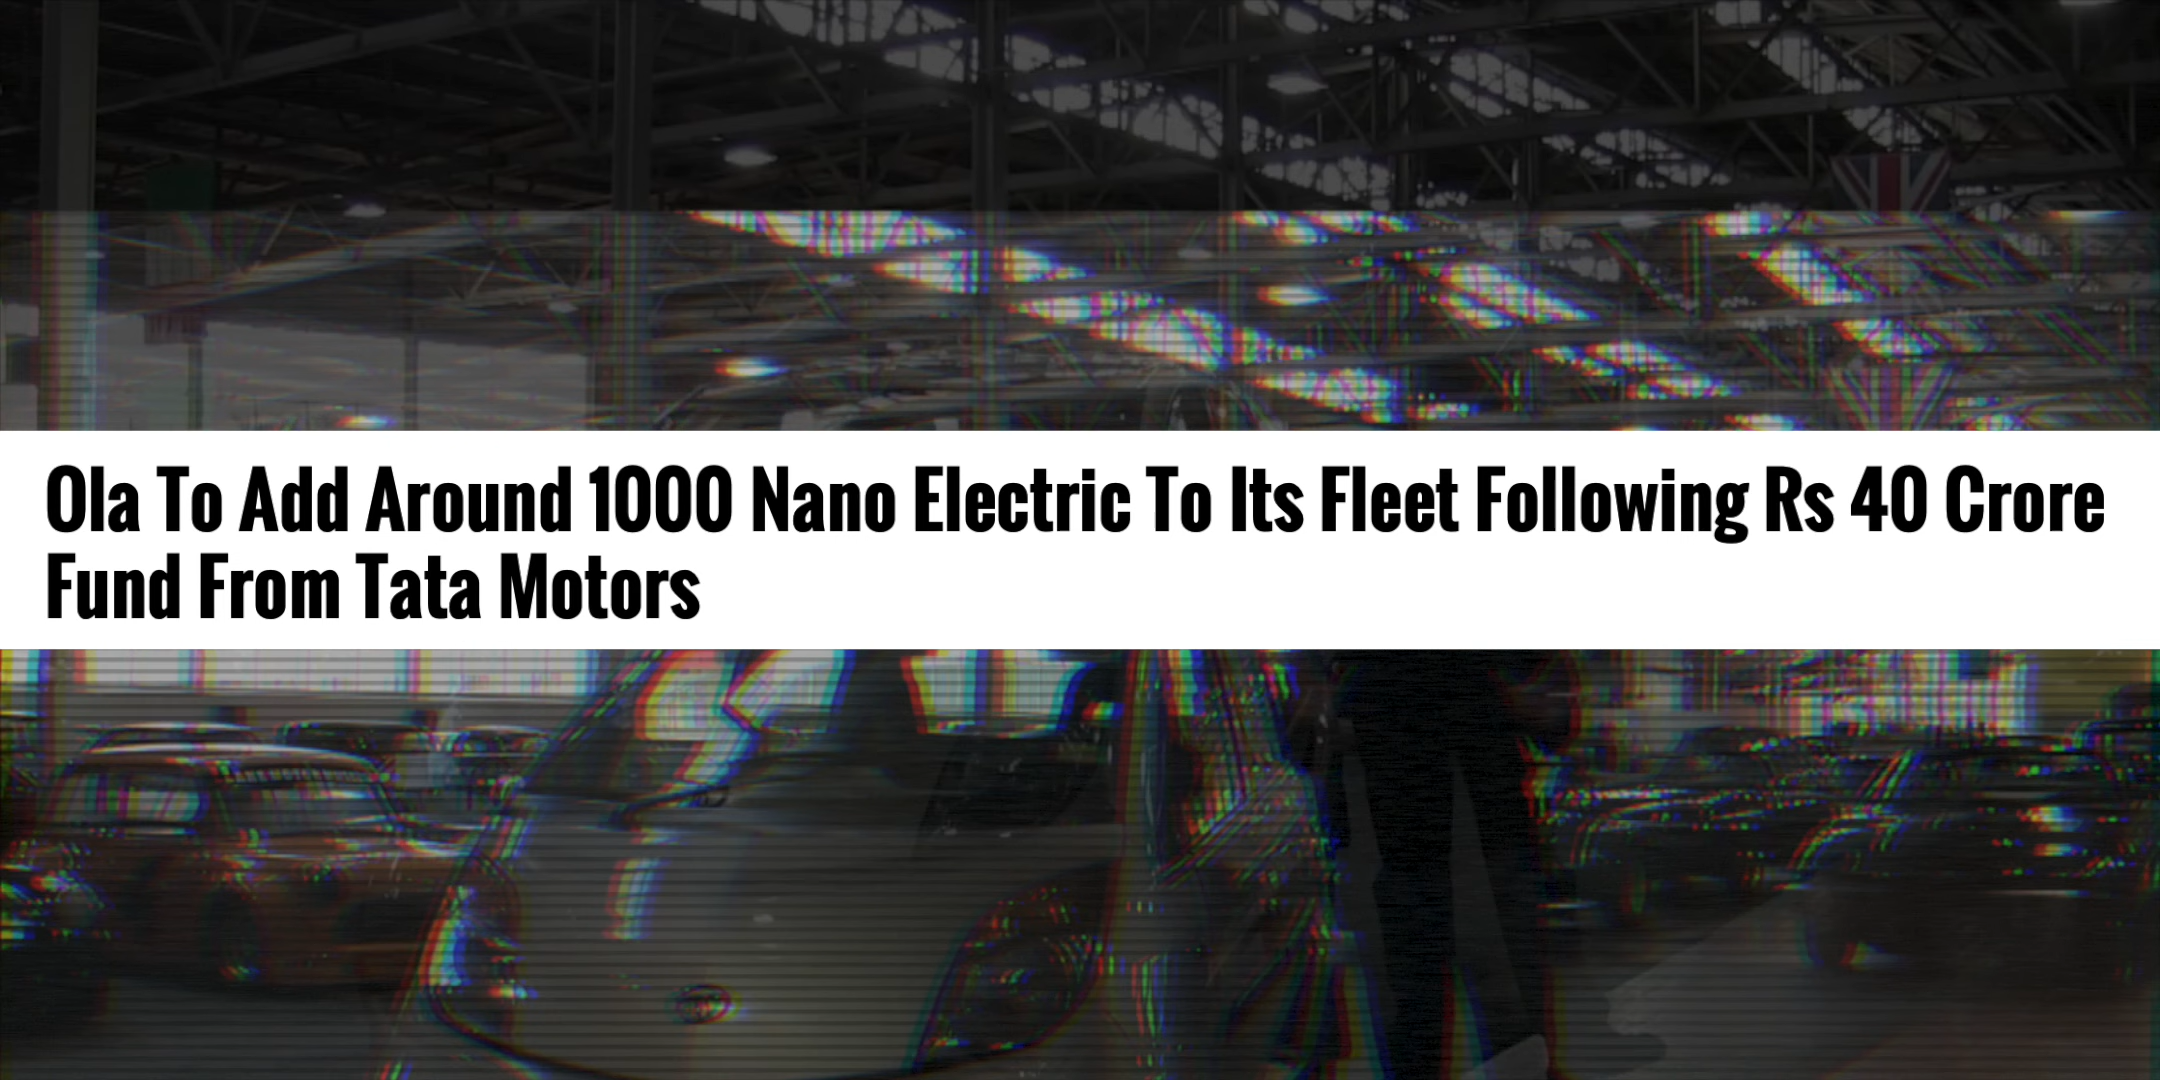 Ola To Add Around 1000 Nano Electric To Its Fleet Following Rs 40 Crore
Fund From Tata Motors